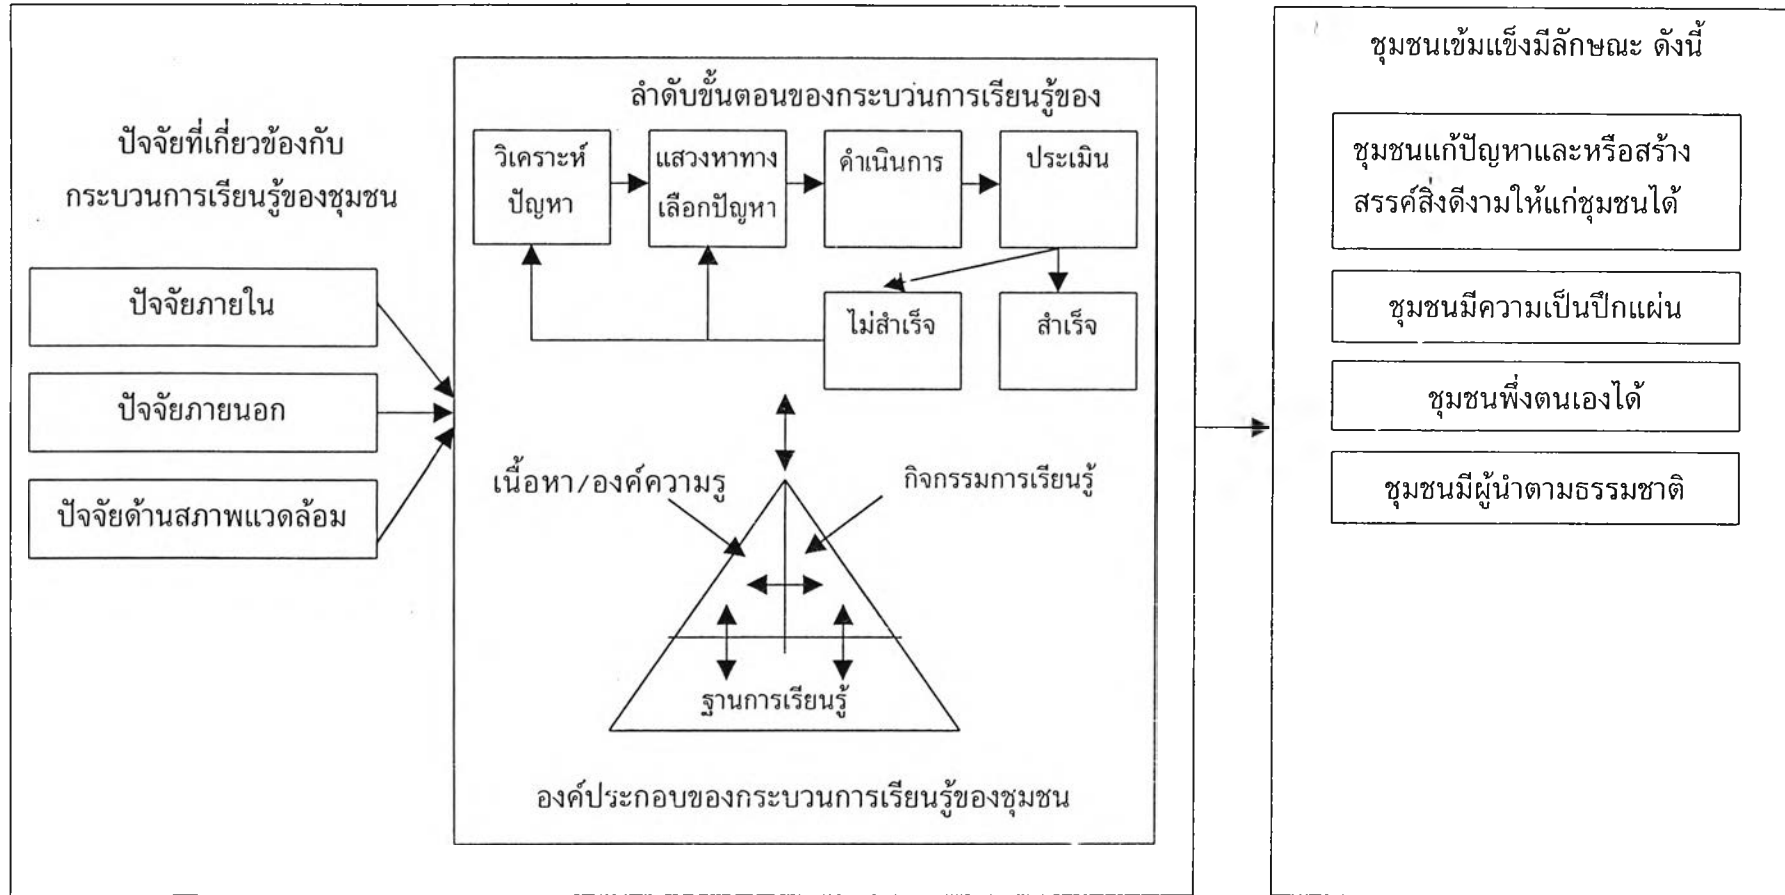 ปัจจัยที่เกี่ยวข้องกับ
กระบวนการเรียนรู้ของชุมชน
ปัจจัยภายใน
ปัจจัยภายนอก
ปัจจัยด้านสภาพแวดล้อม
ลำดับขั้นตอนของกระบวนการเรียนรู้ของ
วิเคราะห์
ปัญหา
แสวงหาทาง
เลือกปัญหา
ดำเนินการ
ประเมิน
ไม่สำเร็จ
สำเร็จ
เนื้อหา/องค์ความรู
กิจกรรมการเรียนรู้
ฐานการเรียนรู้
องค์ประกอบของกระบวนการเรียนรู้ของชุมชน
ชุมชนเข้มแข็งมีลักษณะ ดังนี้
ชุมชนแก้ปัญหาและหรือสร้าง
สรรค์สิ่งดีงามให้แก่ชุมชนได้
ชุมชนมีความเป็นปึกแผ่น
ชุมชนพึ่งตนเองได้
ชุมชนมีผู้นำตามธรรมชาติ